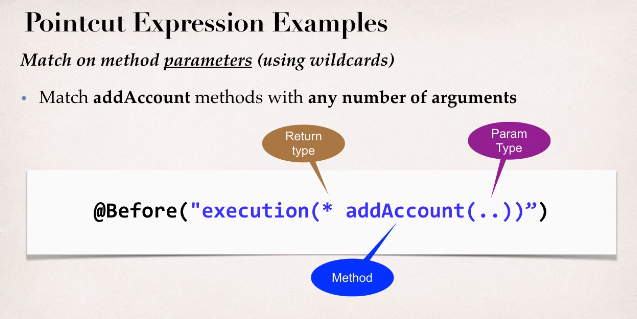 Pointcut Expression Examples
Match on method parameters (using wildcards)
• Match addAccount methods with any number of arguments
Return
type
Param
Type
@Before("execution(* addAccount(..))”)
Method